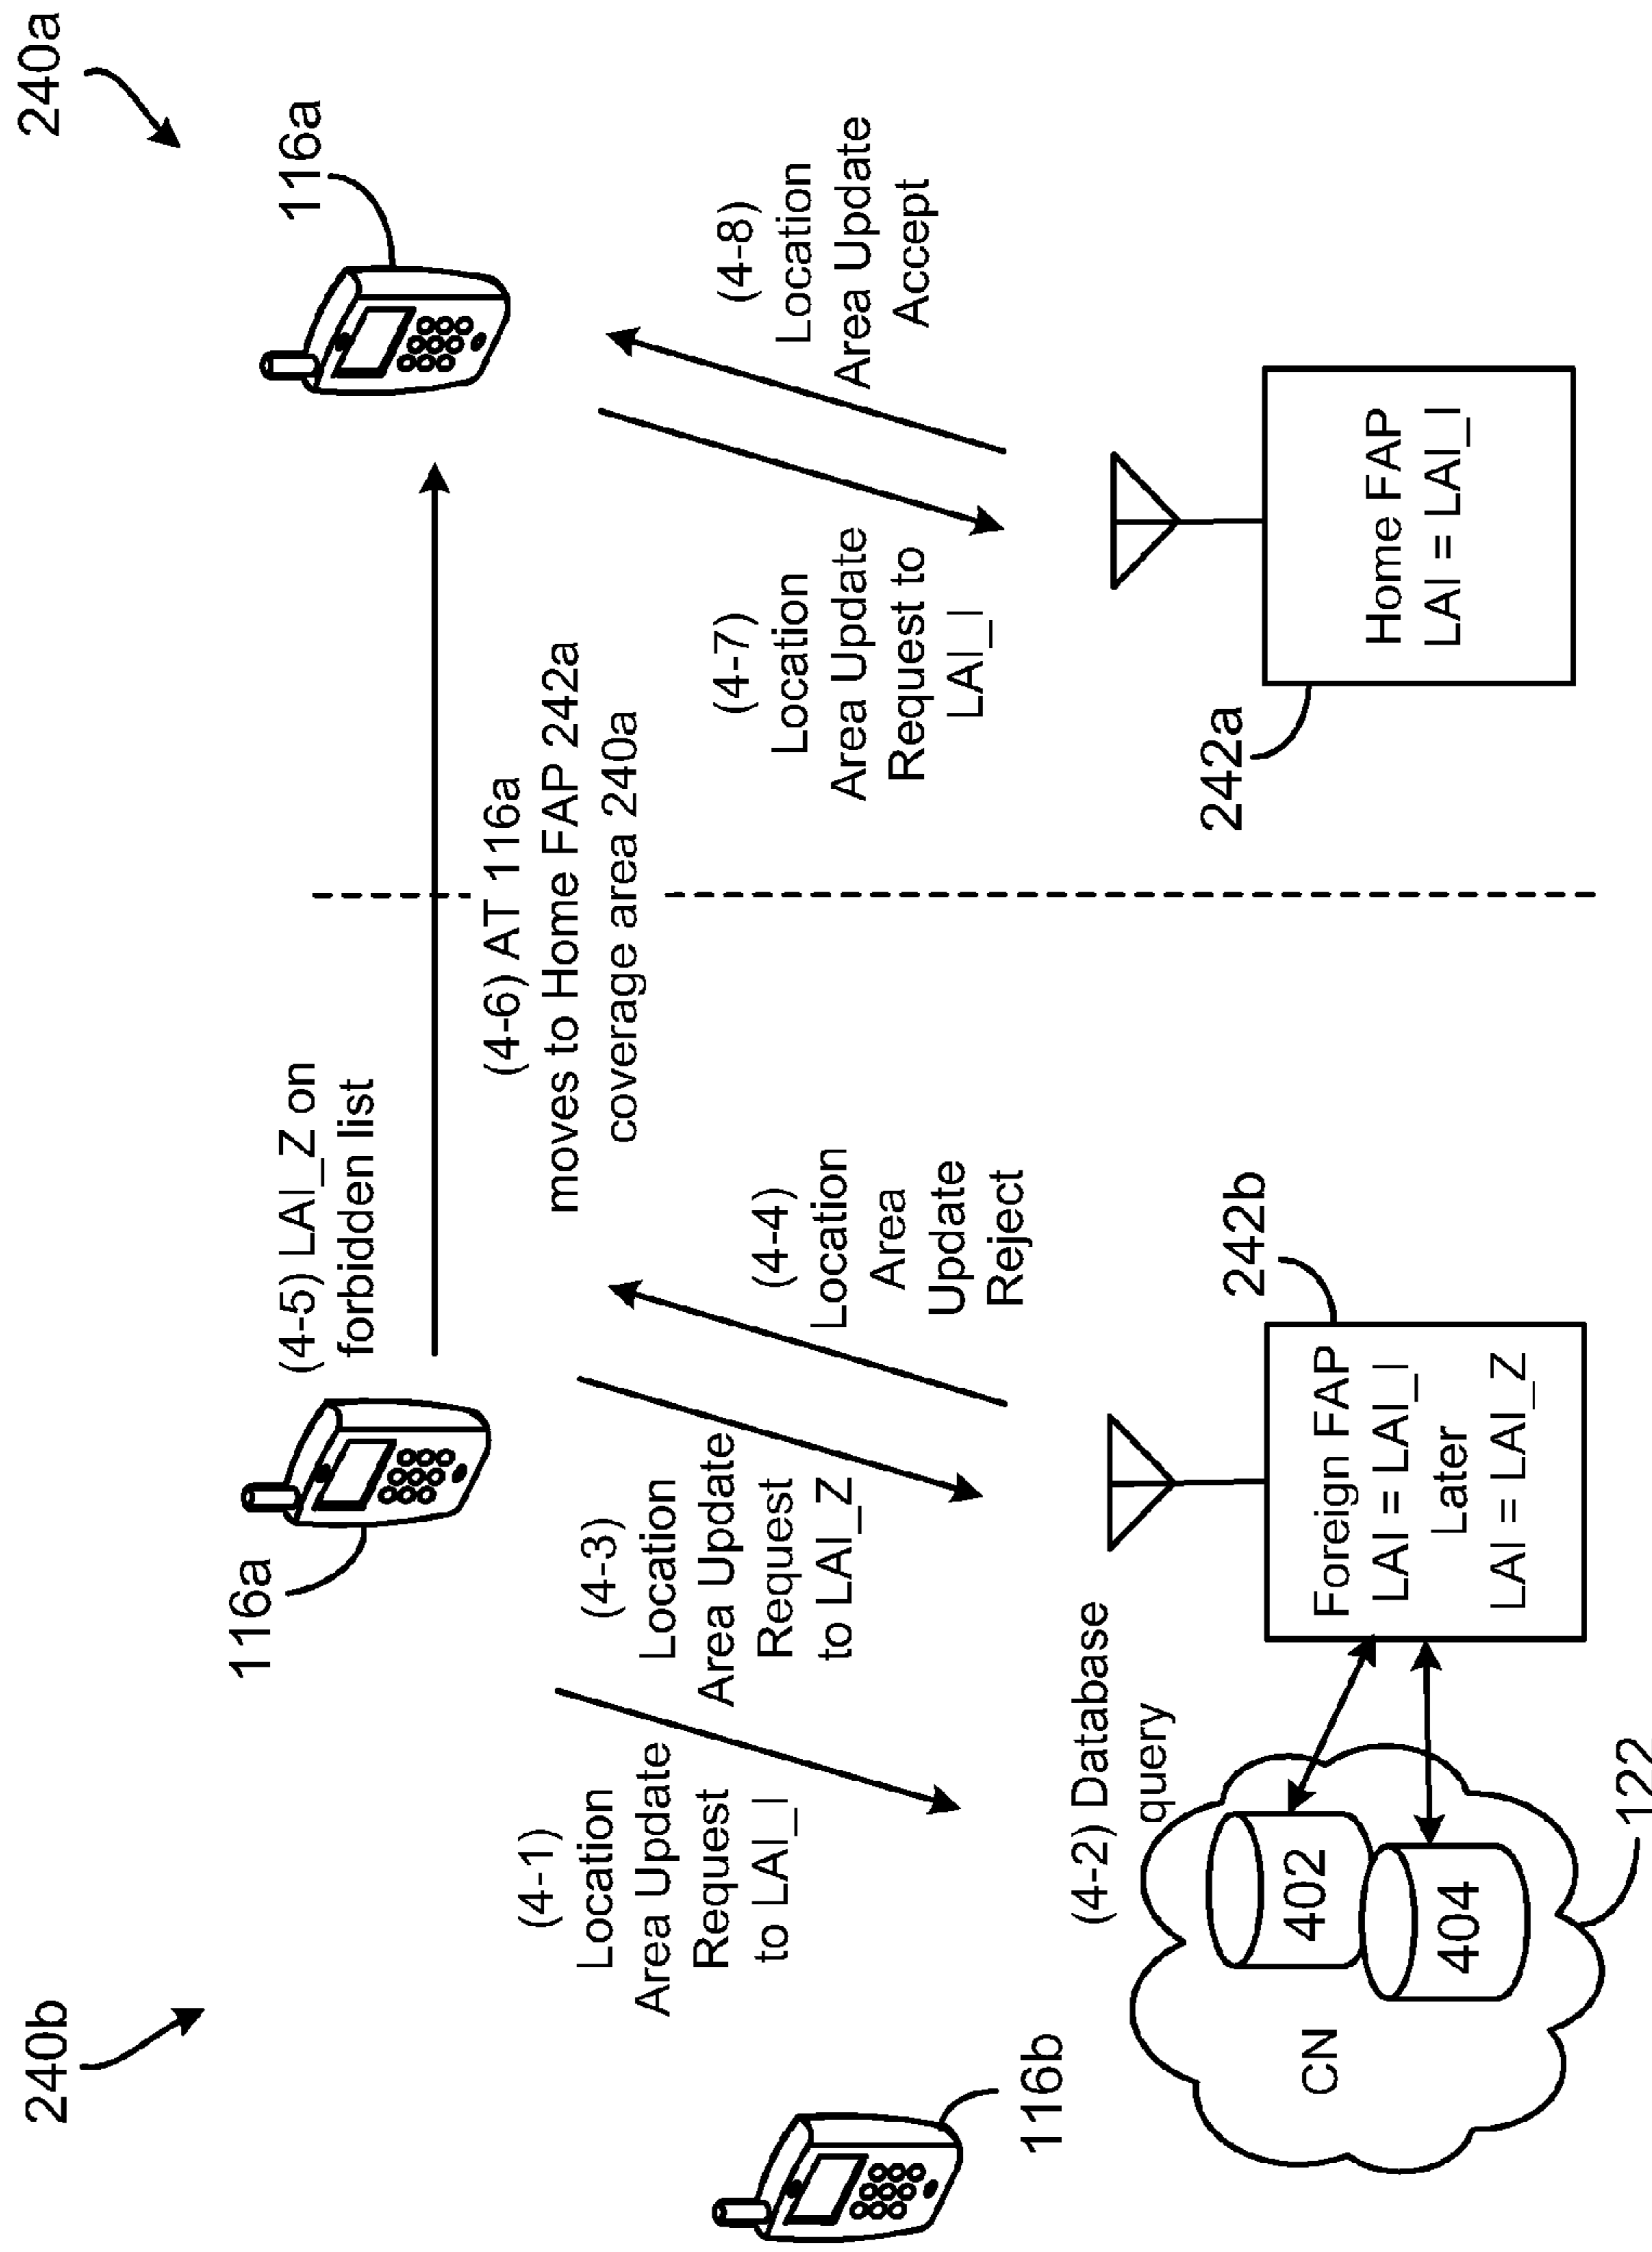 240b
240a
116a
116a
(4-5) LAI_Z on
forbidden list
(4-6) AT 116a
moves to Home FAP 242a
coverage area 240a
(4-1)
Location
Area Update
Request
to LAI_I
(4-3)
Location
Area Update
Request
to LAI_Z
(4-4)
Location
Area
Update
Reject
(4-7)
Location
Area Update
Request to
LAI_I
(4-8)
Location
Area Update
Accept
116b
(4-2) Database
query
CN
402
404
122
242b
Foreign FAP
LAI = LAI_I
Later
LAI = LAI_Z
242a
Home FAP
LAI = LAI_I